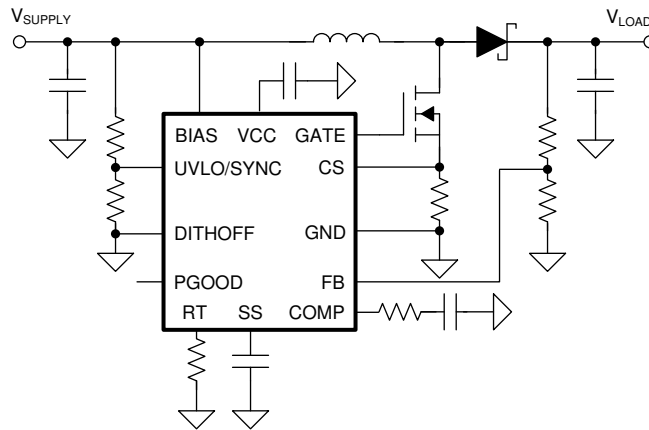 VSUPPLY
VLOAD
BIAS VCC GATE
UVLO/SYNC CS
DITHOFF GND
PGOOD FB
RT SS COMP